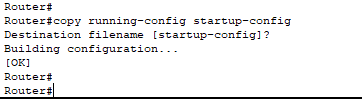 Router#
Router#copy running-config startup-config
Destination filename [startup-config]?
Building configuration...
[OK]
Router#
Router#